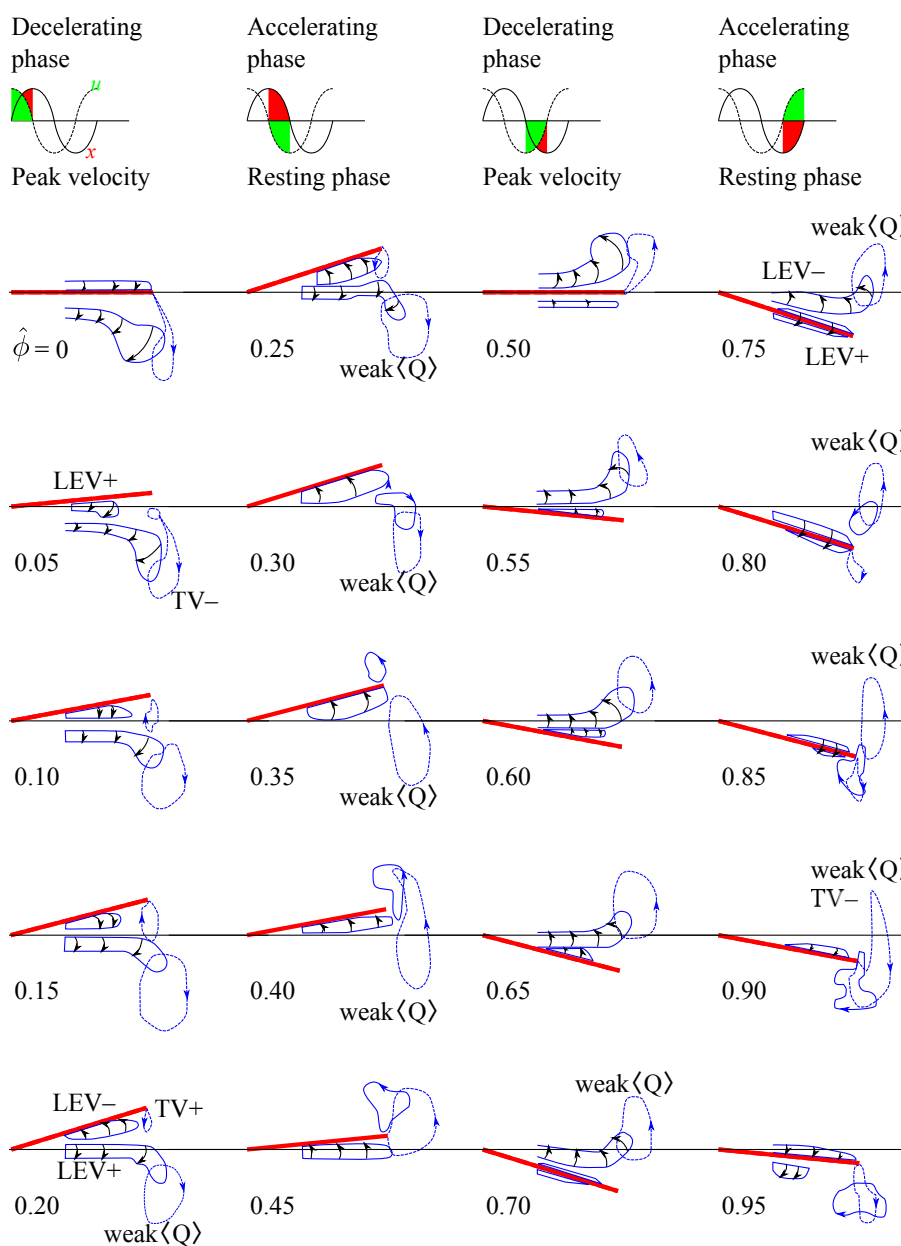 Decelerating phase
Accelerating phase
Decelerating phase
Accelerating phase
u
x
Peak velocity
Resting phase
Peak velocity
Resting phase
weak⟨Q⟩
LEV−
LEV+
weak⟨Q⟩
ϕ̂ = 0
0.25
0.50
0.75
weak⟨Q⟩
LEV+
TV−
weak⟨Q⟩
0.05
0.30
0.55
0.80
weak⟨Q⟩
weak⟨Q⟩
0.10
0.35
0.60
0.85
weak⟨Q⟩
TV−
weak⟨Q⟩
0.15
0.40
0.65
0.90
LEV−
TV+
LEV+
weak⟨Q⟩
weak⟨Q⟩
0.20
0.45
0.70
0.95